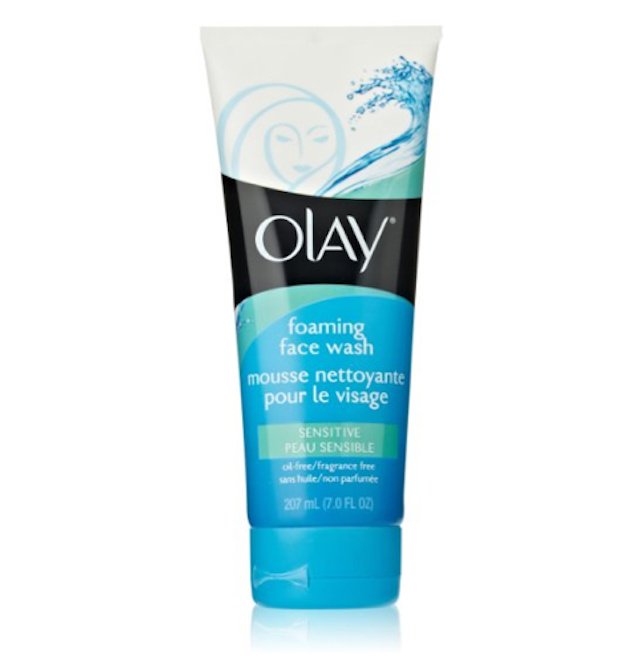 OLAY®
foaming
face wash
mousse nettoyante
pour le visage
SENSITIVE
PEAU SENSIBLE
oil-free/fragrance free
sans huile/non parfumée
207 mL (7.0 FL OZ)